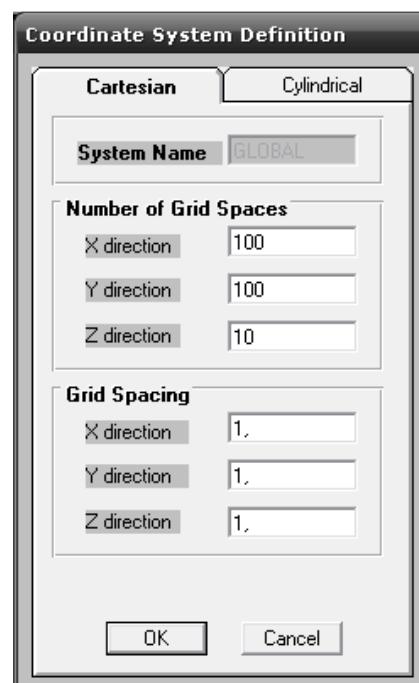 Coordinate System Definition
Cartesian Cylindrical
System Name GLOBAL
Number of Grid Spaces
X direction 100
Y direction 100
Z direction 10
Grid Spacing
X direction 1,
Y direction 1,
Z direction 1,
OK Cancel